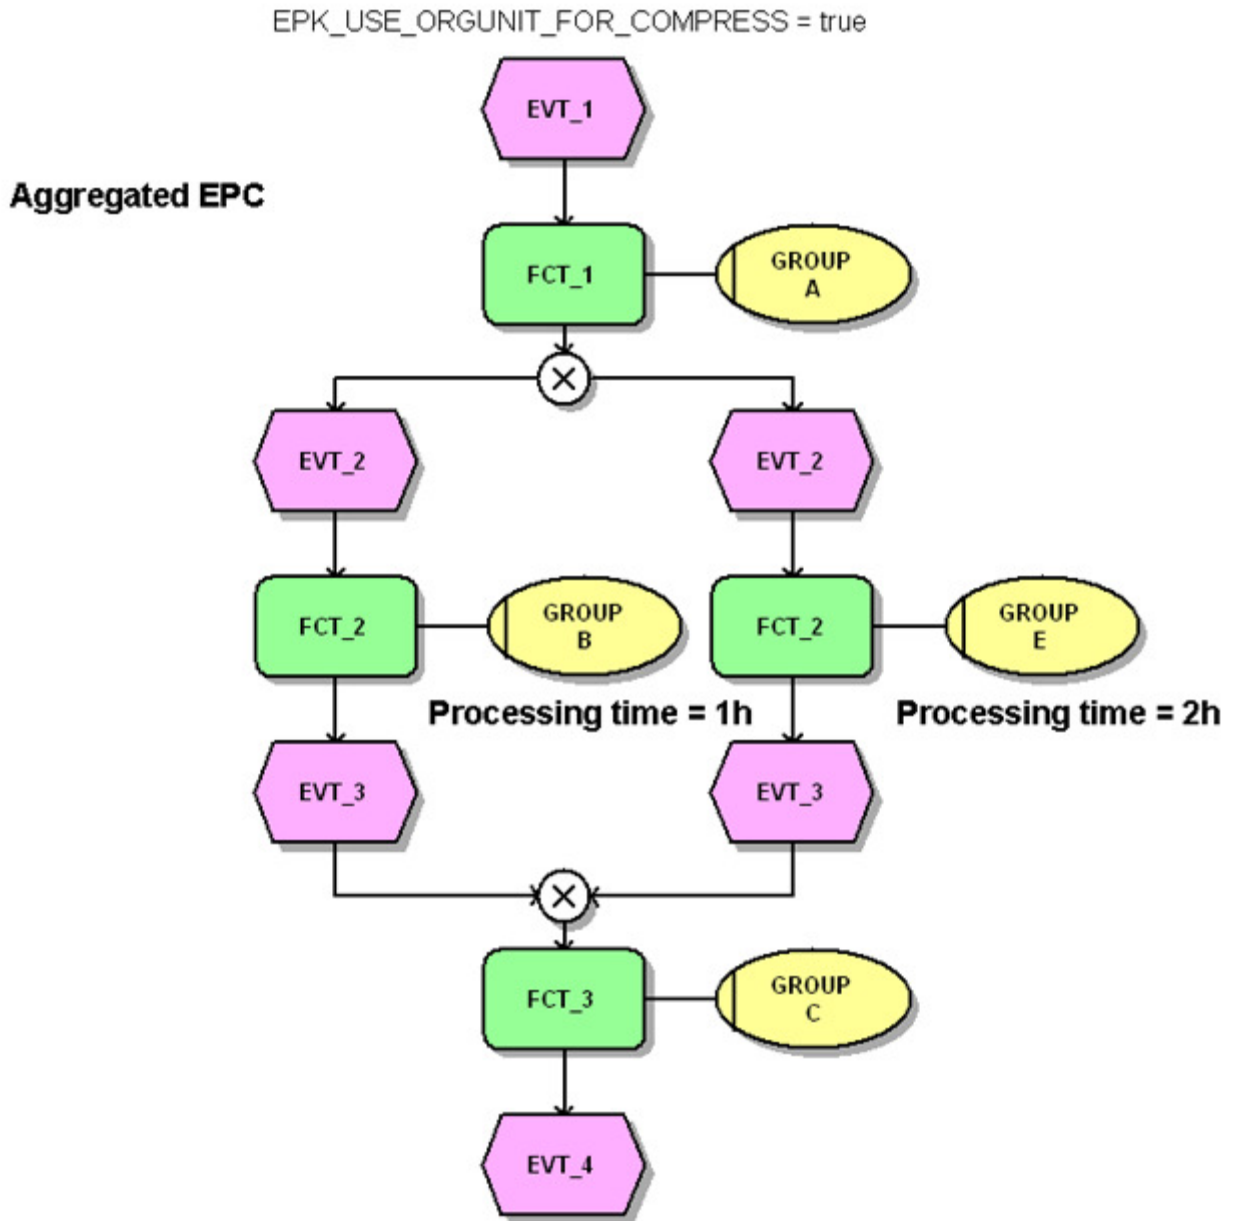 EPK_USE_ORGUNIT_FOR_COMPRESS = true
EVT_1
Aggregated EPC
FCT_1
GROUP
A
EVT_2
EVT_2
FCT_2
GROUP
B
FCT_2
GROUP
E
Processing time = 1h
Processing time = 2h
EVT_3
EVT_3
FCT_3
GROUP
C
EVT_4